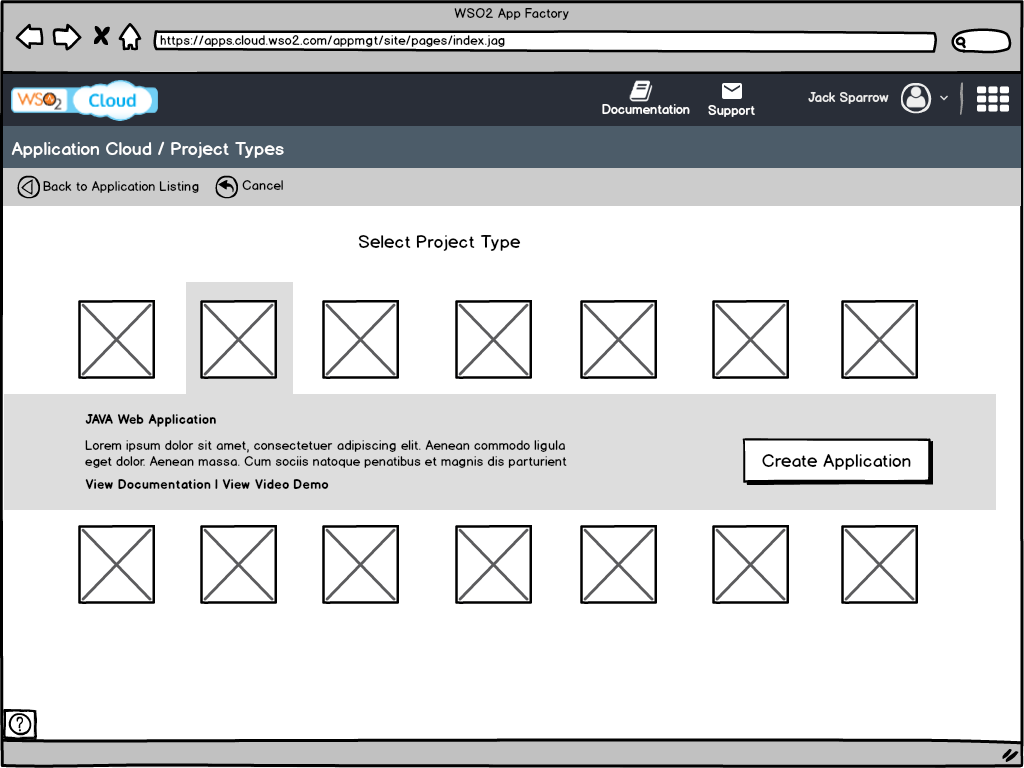 WSO2 App Factory
https://apps.cloud.wso2.com/appmgt/site/pages/index.jag
WSO2 Cloud
Documentation
Support
Jack Sparrow
Application Cloud / Project Types
Back to Application Listing
Cancel
Select Project Type
JAVA Web Application
Lorem ipsum dolor sit amet, consectetuer adipiscing elit. Aenean commodo ligula
eget dolor. Aenean massa. Cum sociis natoque penatibus et magnis dis parturient
View Documentation | View Video Demo
Create Application
?